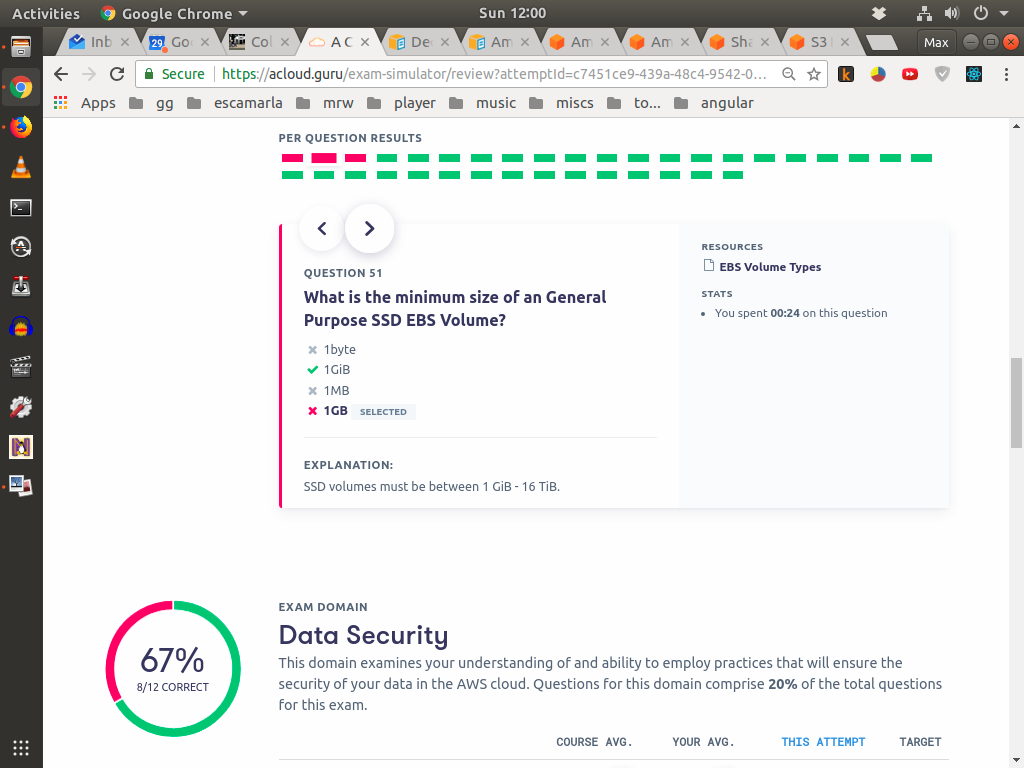 Activities
Google Chrome
Sun 12:00
Inb
29
Goo
Col
A C
Dec
Am
Am
Am
Sha
S3 I
Max
Secure
https://acloud.guru/exam-simulator/review?attemptId=c7451ce9-439a-48c4-9542-0...
Apps
gg
escamarla
mrw
player
music
miscs
to...
angular
PER QUESTION RESULTS
QUESTION 51
What is the minimum size of an General
Purpose SSD EBS Volume?
1byte
1GiB
1MB
1GB SELECTED
EXPLANATION:
SSD volumes must be between 1 GiB - 16 TiB.
RESOURCES
EBS Volume Types
STATS
You spent 00:24 on this question
67%
8/12 CORRECT
EXAM DOMAIN
Data Security
This domain examines your understanding of and ability to employ practices that will ensure the
security of your data in the AWS cloud. Questions for this domain comprise 20% of the total questions
for this exam.
COURSE AVG. YOUR AVG. THIS ATTEMPT TARGET